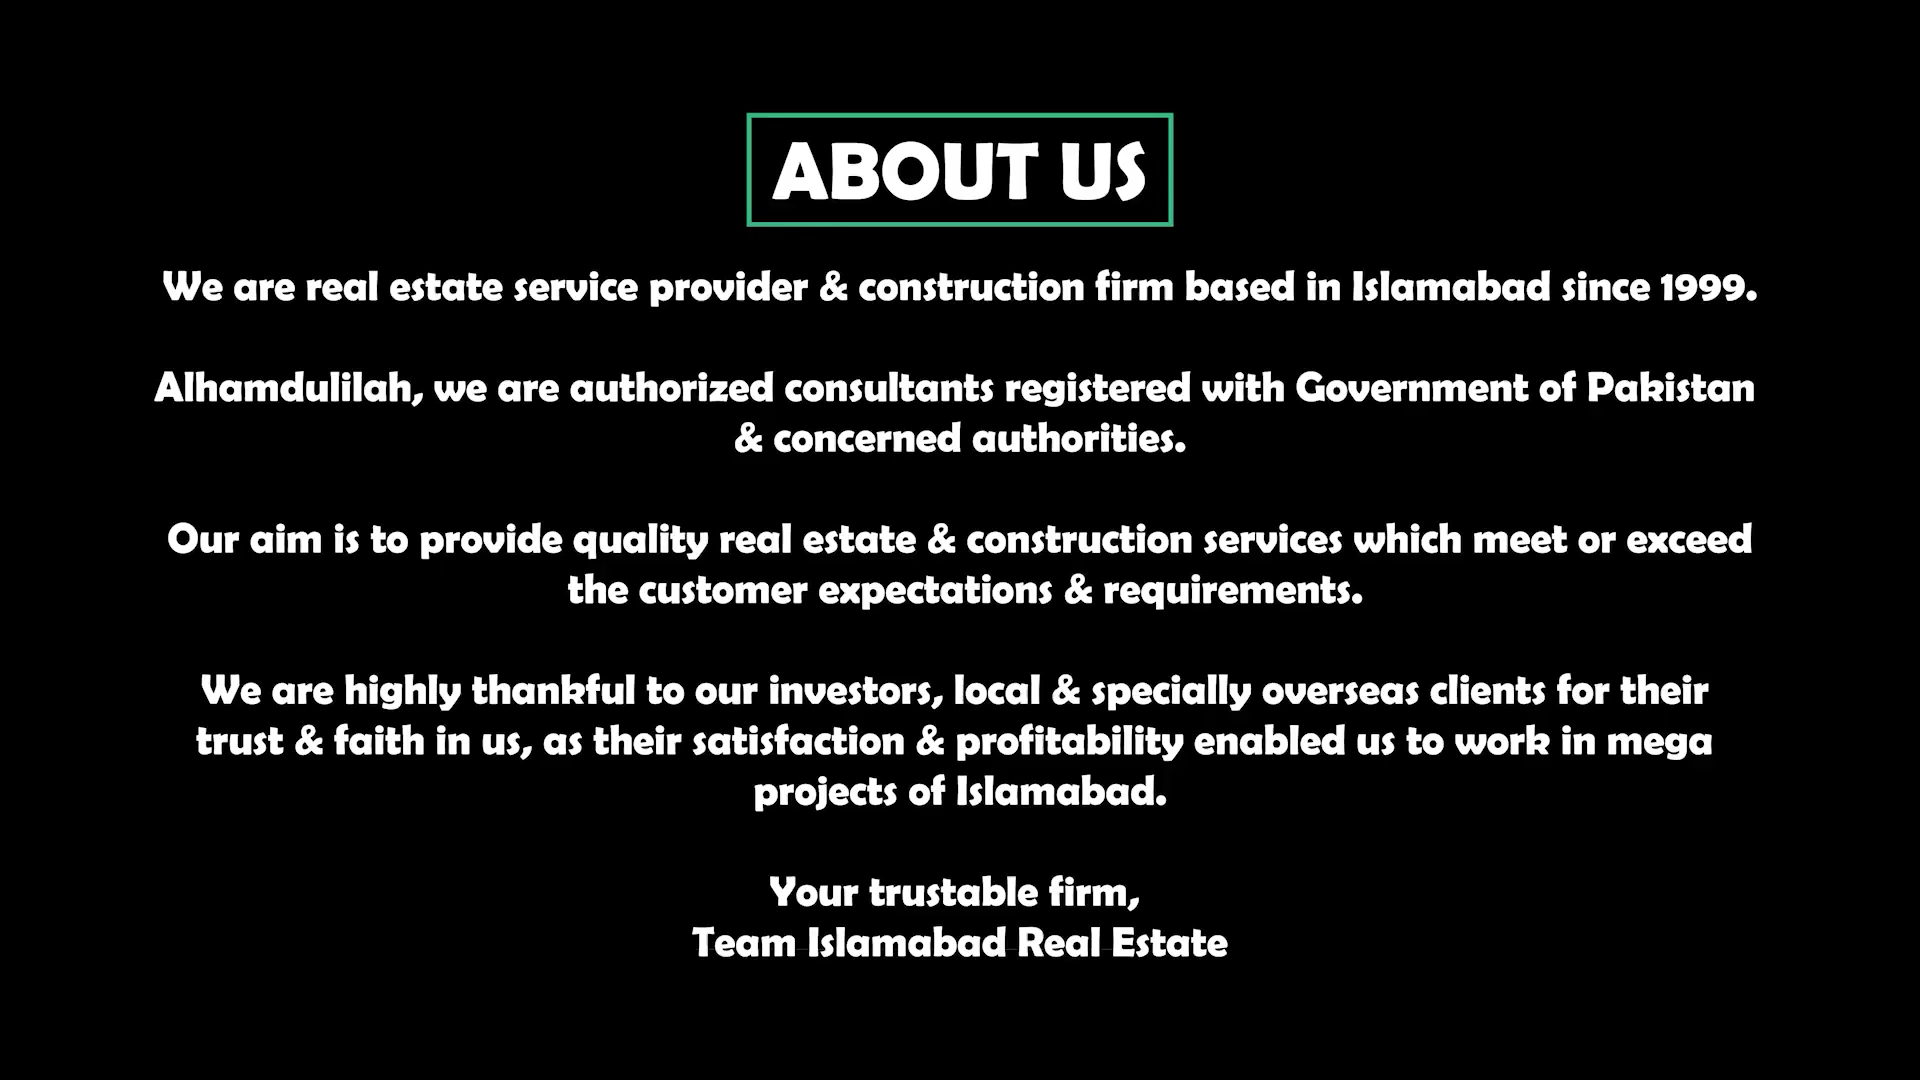 ABOUT US
We are real estate service provider & construction firm based in Islamabad since 1999.
Alhamdulilah, we are authorized consultants registered with Government of Pakistan
& concerned authorities.
Our aim is to provide quality real estate & construction services which meet or exceed
the customer expectations & requirements.
We are highly thankful to our investors, local & specially overseas clients for their
trust & faith in us, as their satisfaction & profitability enabled us to work in mega
projects of Islamabad.
Your trustable firm,
Team Islamabad Real Estate